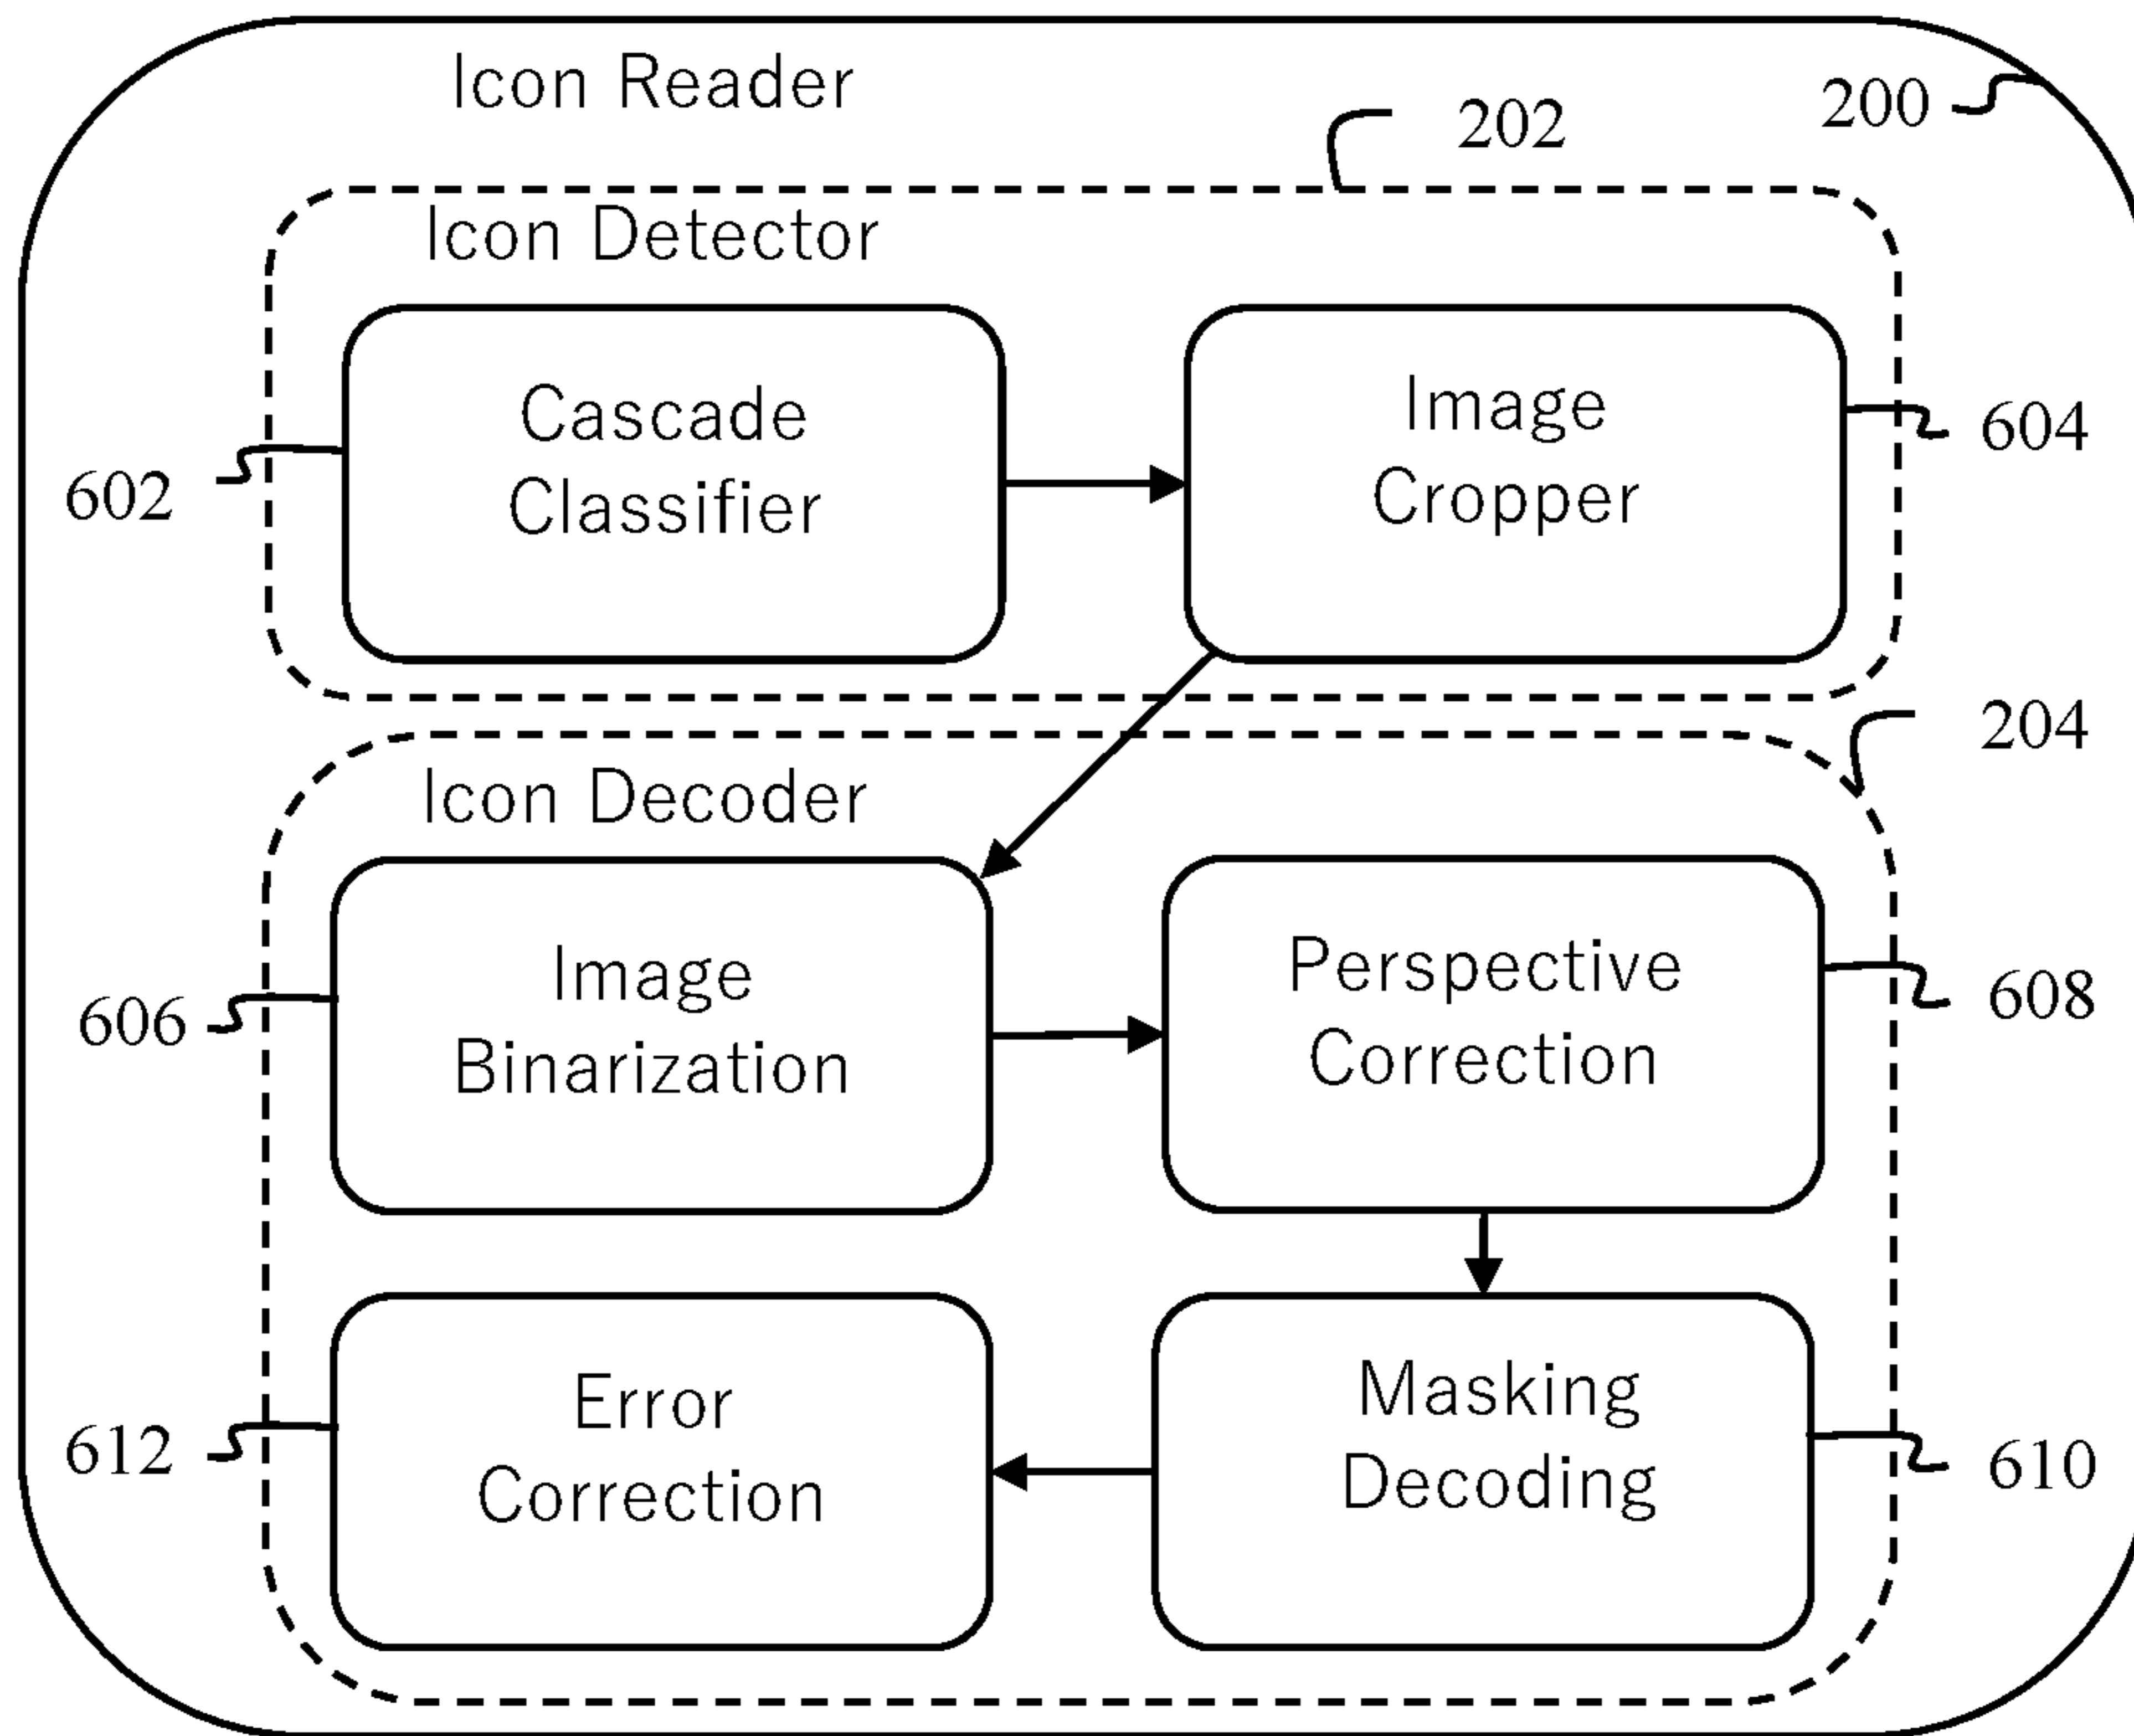 Icon Reader
200
202
Icon Detector
Cascade
Classifier
Image
Cropper
602
604
204
Icon Decoder
Image
Binarization
Perspective
Correction
606
608
Error
Correction
Masking
Decoding
612
610